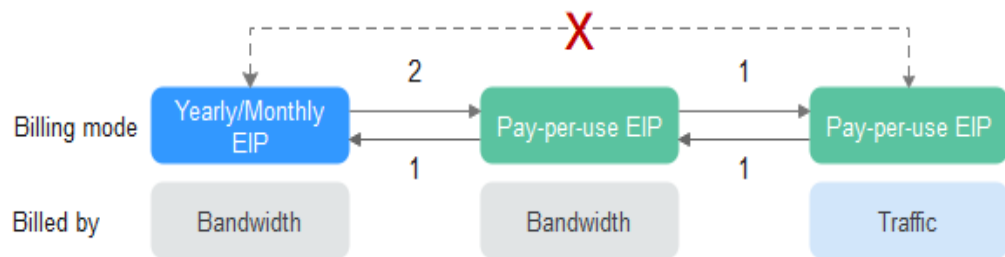 X
2
1
Billing mode
Yearly/Monthly
EIP
Pay-per-use EIP
Pay-per-use EIP
1
1
Billed by
Bandwidth
Bandwidth
Traffic